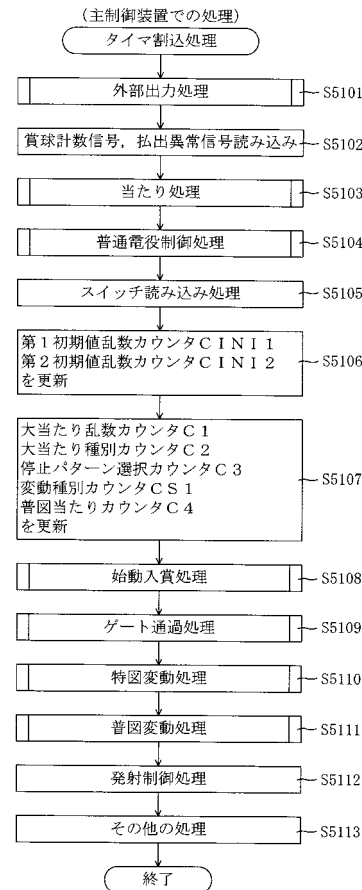 (主制御装置での処理)
タイマ割込処理
外部出力処理
S5101
賞球計数信号,払出異常信号読み込み
S5102
当たり処理
S5103
普通電役制御処理
S5104
スイッチ読み込み処理
S5105
第1初期値乱数カウンタCINI1
第2初期値乱数カウンタCINI2
を更新
S5106
大当たり乱数カウンタC1
大当たり種別カウンタC2
停止パターン選択カウンタC3
変動種別カウンタCS1
普図当たりカウンタC4
を更新
S5107
始動入賞処理
S5108
ゲート通過処理
S5109
特図変動処理
S5110
普図変動処理
S5111
発射制御処理
S5112
その他の処理
S5113
終了